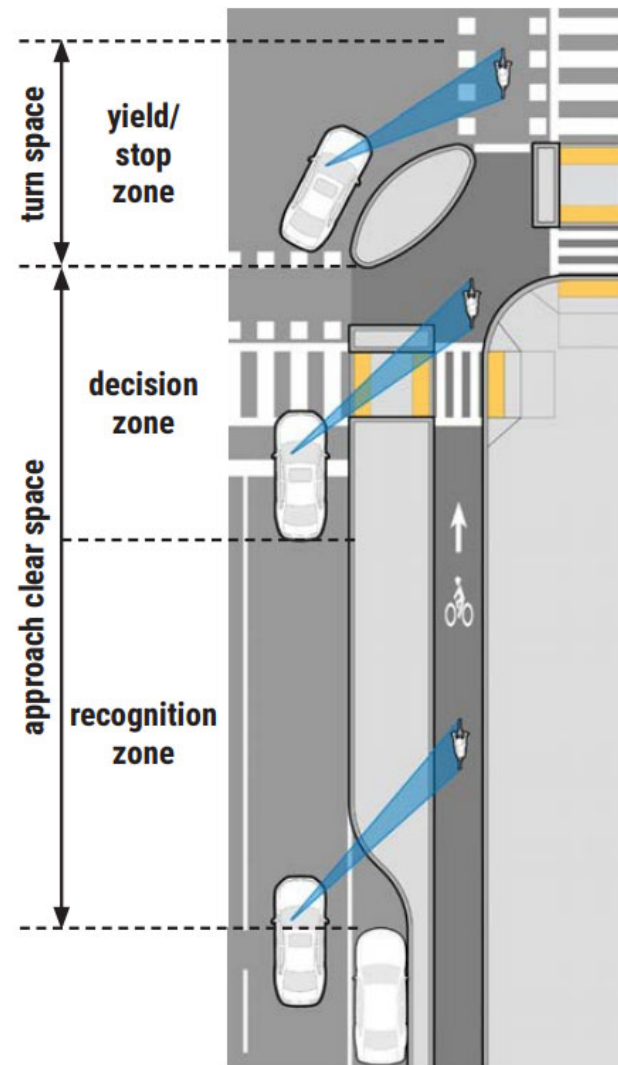 turn space
yield/
stop
zone
approach clear space
decision
zone
recognition
zone